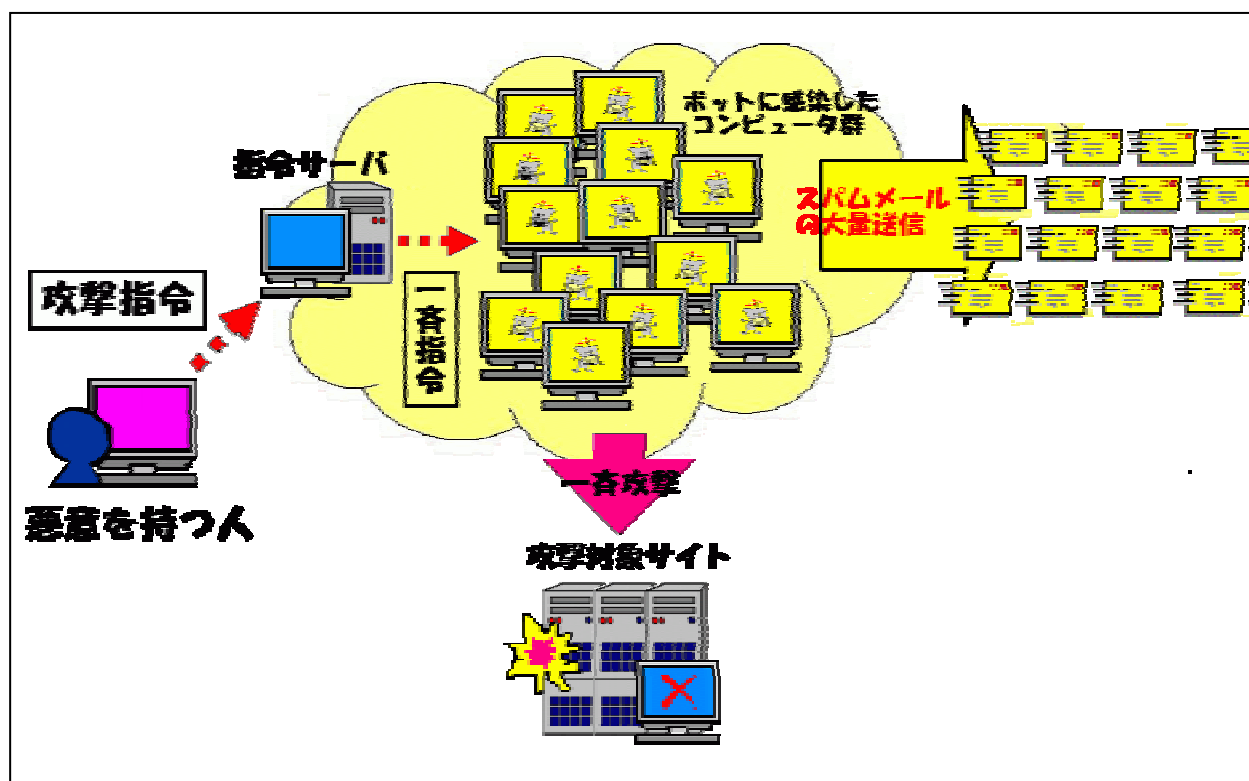 ボットに感染した
コンピュータ群
指令サーバ
スパムメール
の大量送信
攻撃指令
一斉指令
一斉攻撃
悪意を持つ人
攻撃対象サイト